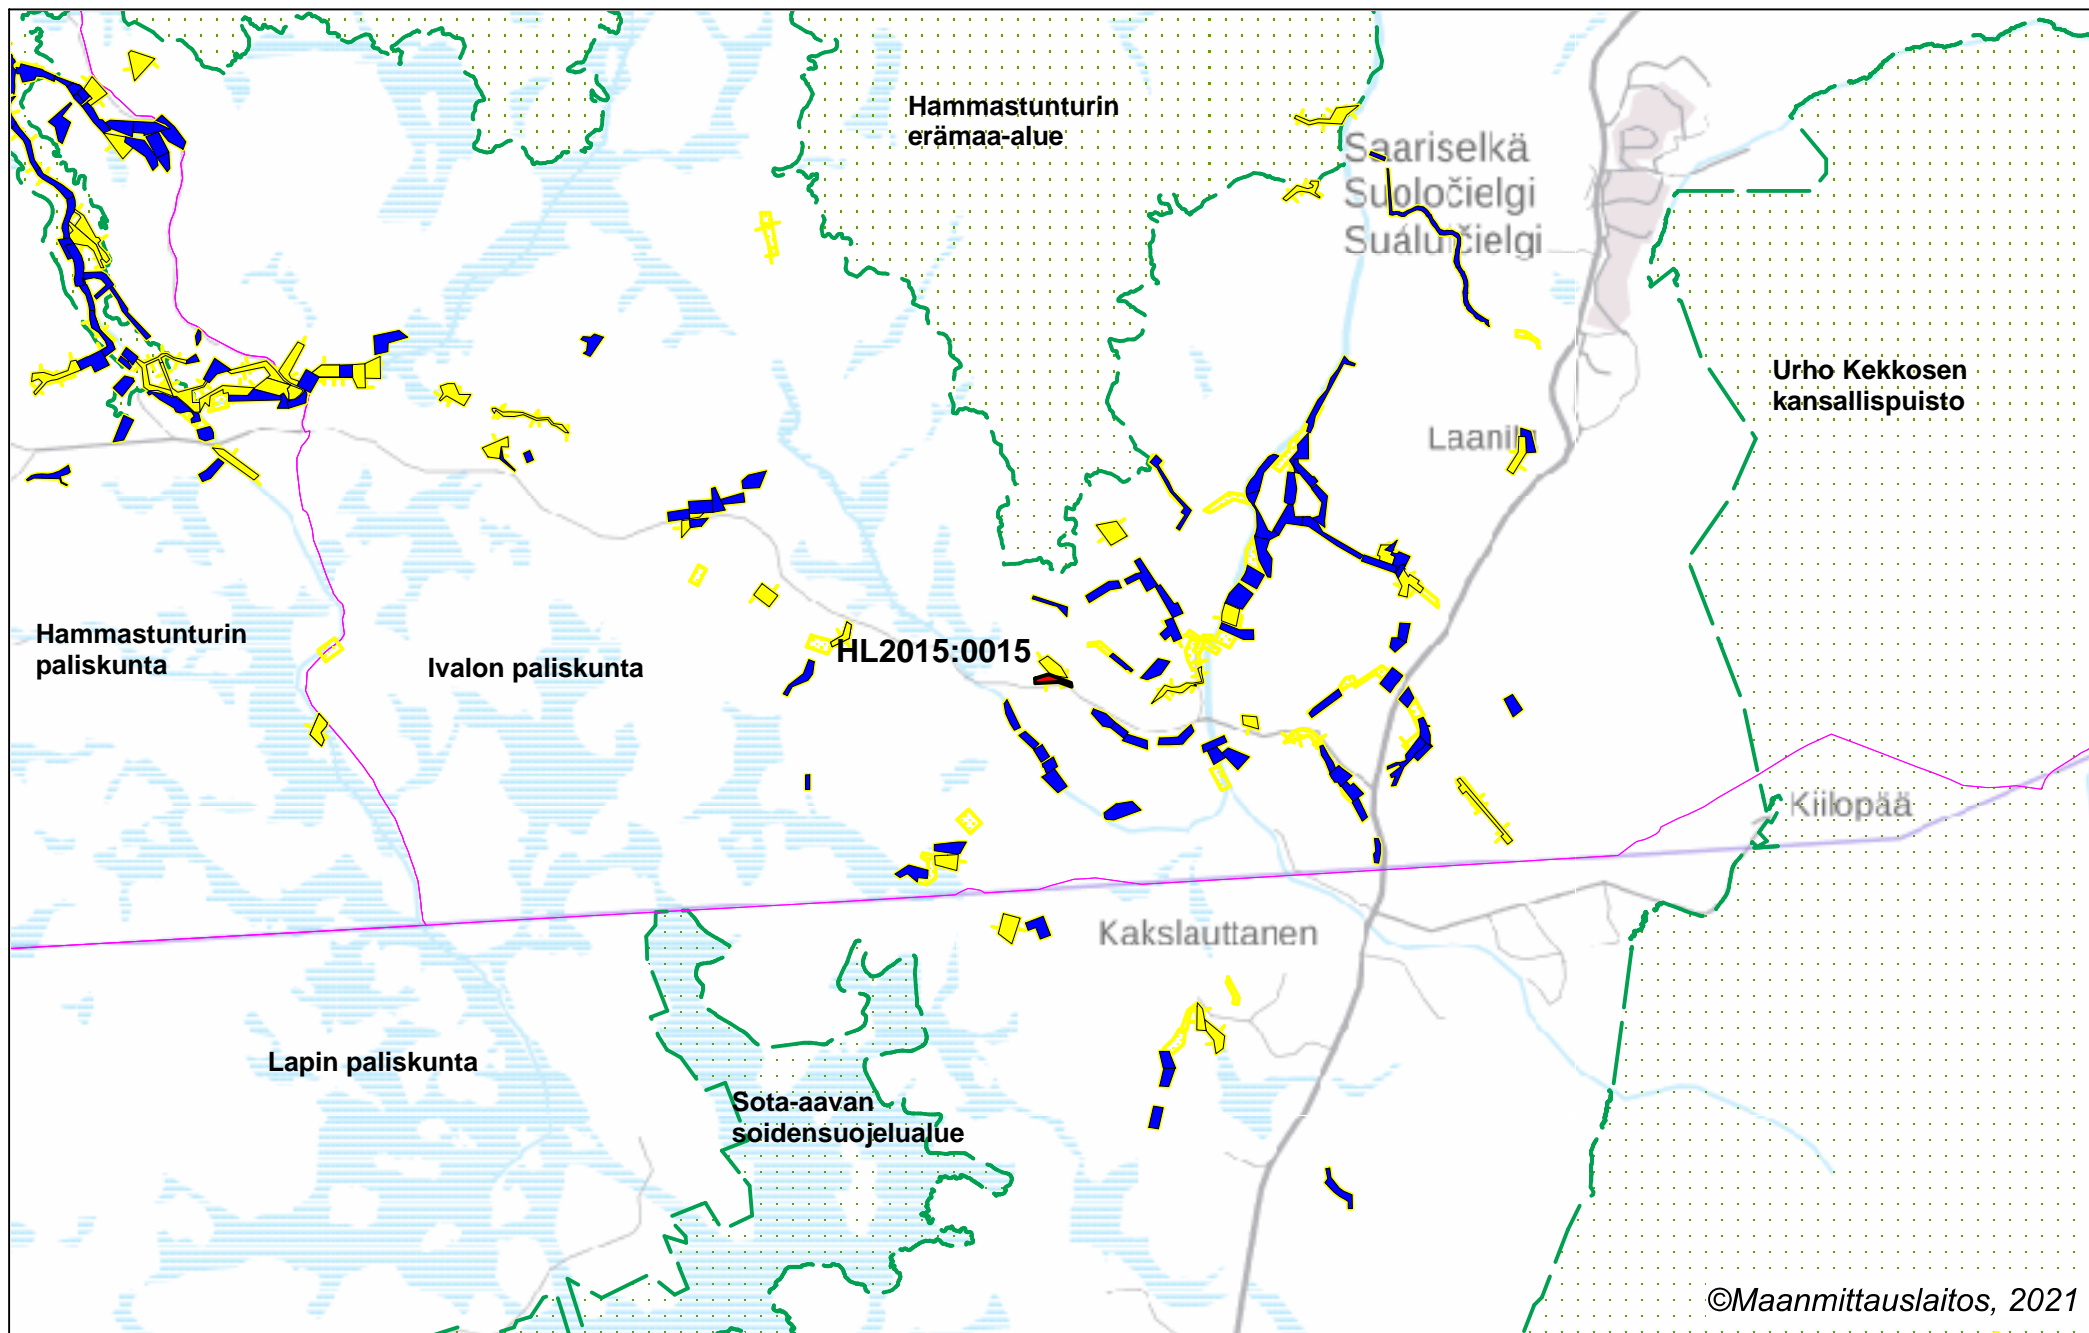 Hammastunturin
erämaa-alue
Saariselkä
Suoločielgi
Suáluičielgi
Urho Kekkosen
kansallispuisto
Laanila
Hammastunturin
paliskunta
Ivalon paliskunta
HL2015:0015
Kiilopää
Kakslauttanen
Lapin paliskunta
Sota-aavan
soidensuojelualue
©Maanmittauslaitos, 2021